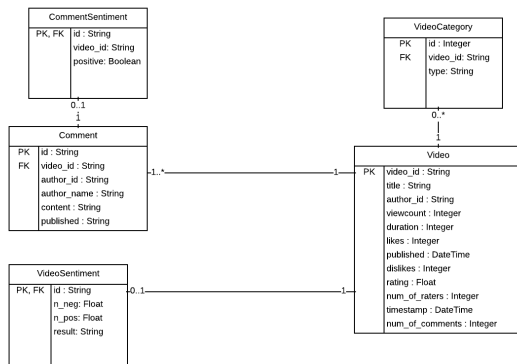 CommentSentiment
PK, FK id : String
video_id: String
positive: Boolean
0..1
1
Comment
PK id : String
FK video_id : String
author_id : String
author_name : String
content : String
published : String
1..*
1
VideoCategory
PK id : Integer
FK video_id: String
type: String
0..*
1
Video
PK video_id : String
title : String
author_id : String
viewcount : Integer
duration : Integer
likes : Integer
published : DateTime
dislikes : Integer
rating : Float
num_of_raters : Integer
timestamp : DateTime
num_of_comments : Integer
VideoSentiment
PK, FK id : String
n_neg: Float
n_pos: Float
result: String
0..1
1